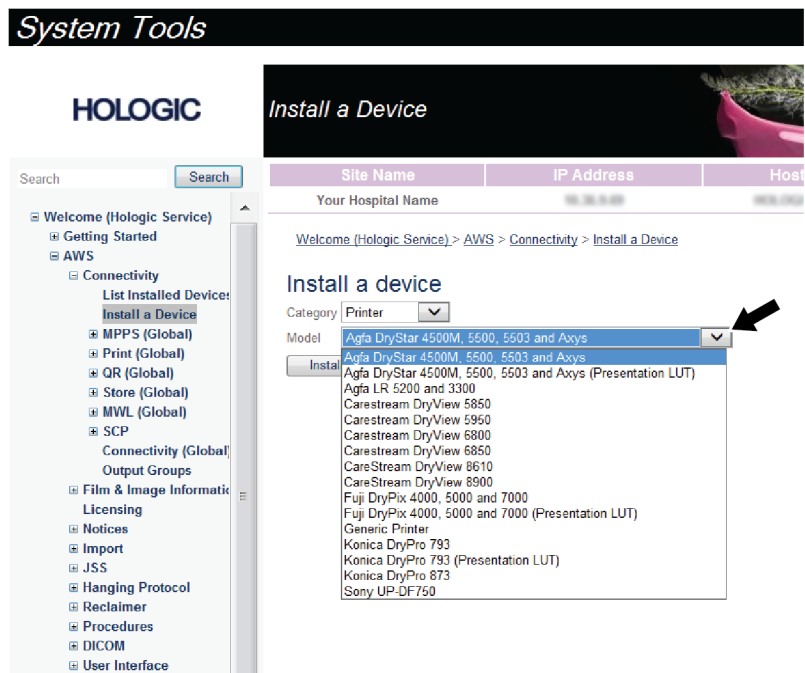 System Tools
HOLOGIC
Install a Device
Search Search
Site Name IP Address Host
Your Hospital Name
Welcome (Hologic Service)
Getting Started
AWS
Connectivity
List Installed Devices
Install a Device
MPPS (Global)
Print (Global)
QR (Global)
Store (Global)
MWL (Global)
SCP
Connectivity (Global)
Output Groups
Film & Image Informatic
Licensing
Notices
Import
JSS
Hanging Protocol
Reclaimer
Procedures
DICOM
User Interface
Welcome (Hologic Service) > AWS > Connectivity > Install a Device
Install a device
Category Printer
Model Agfa DryStar 4500M, 5500, 5503 and Axys
Instal
Agfa DryStar 4500M, 5500, 5503 and Axys
Agfa DryStar 4500M, 5500, 5503 and Axys (Presentation LUT)
Agfa LR 5200 and 3300
Carestream DryView 5850
Carestream DryView 5950
Carestream DryView 6800
Carestream DryView 6850
CareStream DryView 8610
CareStream DryView 8900
Fuji DryPix 4000, 5000 and 7000
Fuji DryPix 4000, 5000 and 7000 (Presentation LUT)
Generic Printer
Konica DryPro 793
Konica DryPro 793 (Presentation LUT)
Konica DryPro 873
Sony UP-DF750